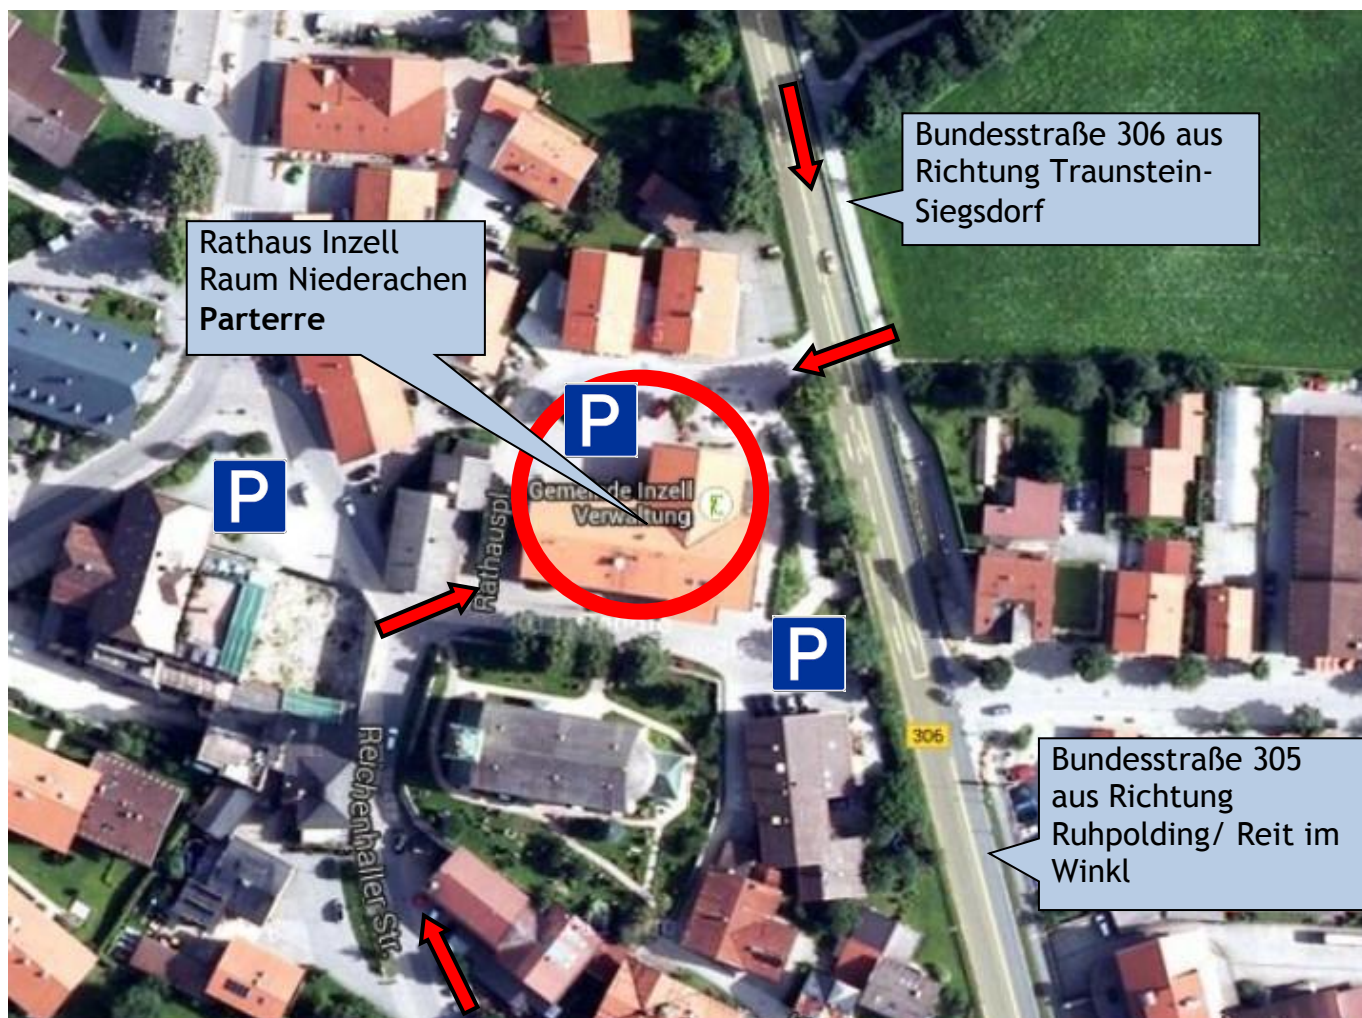 Bundesstraße 306 aus
Richtung Traunstein-
Siegsdorf
Rathaus Inzell
Raum Niederachen
Parterre
P
P
Gemeinde Inzell
Verwaltung
Rathauspl.
P
306
Reichenhaller Str.
Bundesstraße 305
aus Richtung
Ruhpolding/ Reit im
Winkl